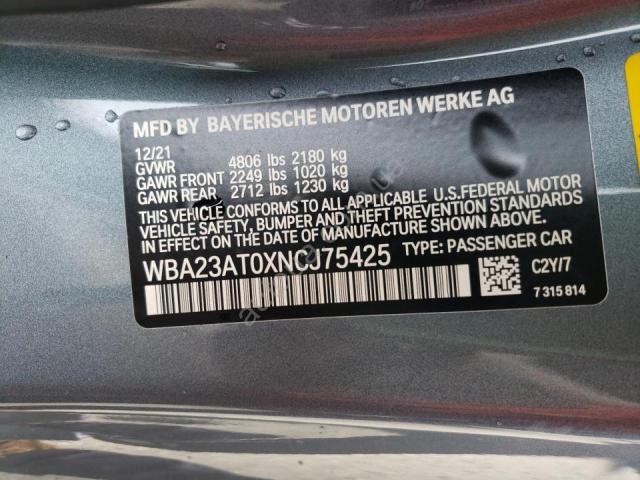 MFD BY BAYERISCHE MOTOREN WERKE AG
12/21
GVWR 4806 lbs 2180 kg
GAWR FRONT 2249 lbs 1020 kg
GAWR REAR 2712 lbs 1230 kg
THIS VEHICLE CONFORMS TO ALL APPLICABLE U.S.FEDERAL MOTOR
VEHICLE SAFETY, BUMPER, AND THEFT PREVENTION STANDARDS
IN EFFECT ON THE DATE OF MANUFACTURE SHOWN ABOVE.
WBA23AT0XNCJ75425 TYPE: PASSENGER CAR
C2Y/7
7 315 814